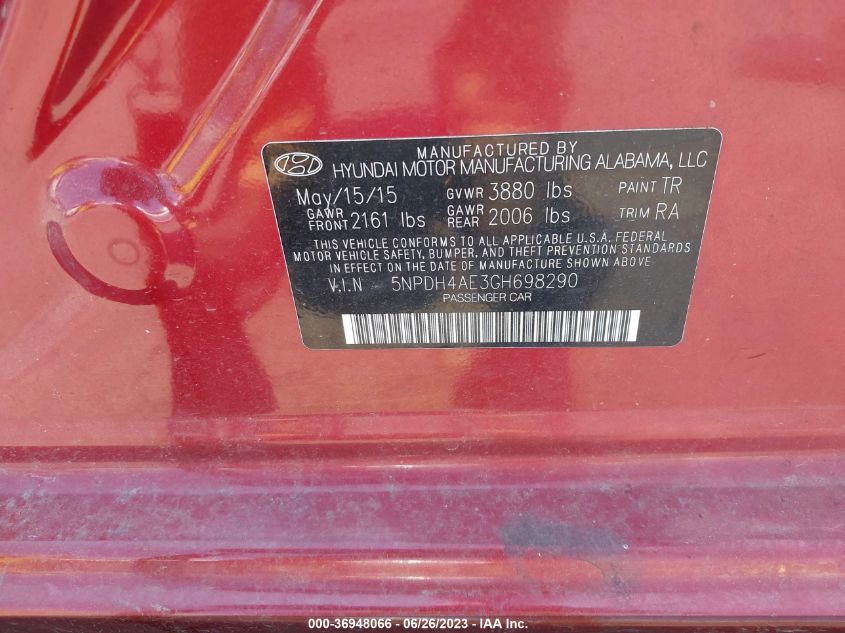 MANUFACTURED BY
HYUNDAI MOTOR MANUFACTURING ALABAMA, LLC
May/15/15 GVWR 3880 lbs PAINT TR
GAWR FRONT 2161 lbs GAWR REAR 2006 lbs TRIM RA
THIS VEHICLE CONFORMS TO ALL APPLICABLE U.S.A. FEDERAL
MOTOR VEHICLE SAFETY, BUMPER, AND THEFT PREVENTION STANDARDS
IN EFFECT ON THE DATE OF MANUFACTURE SHOWN ABOVE
V.I.N 5NPDH4AE3GH698290
PASSENGER CAR
000-36948066 - 06/26/2023 - IAA Inc.